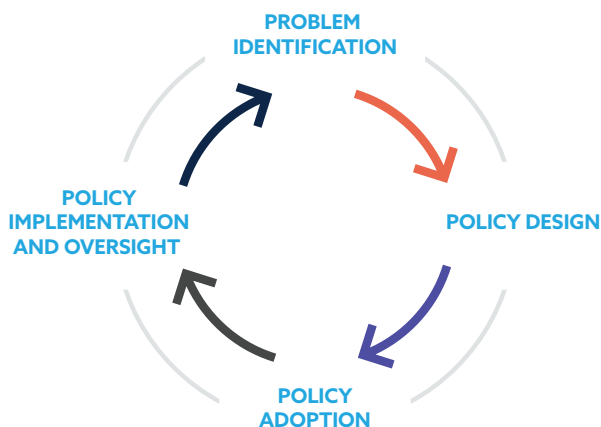 PROBLEM
IDENTIFICATION
POLICY DESIGN
POLICY
ADOPTION
POLICY
IMPLEMENTATION
AND OVERSIGHT